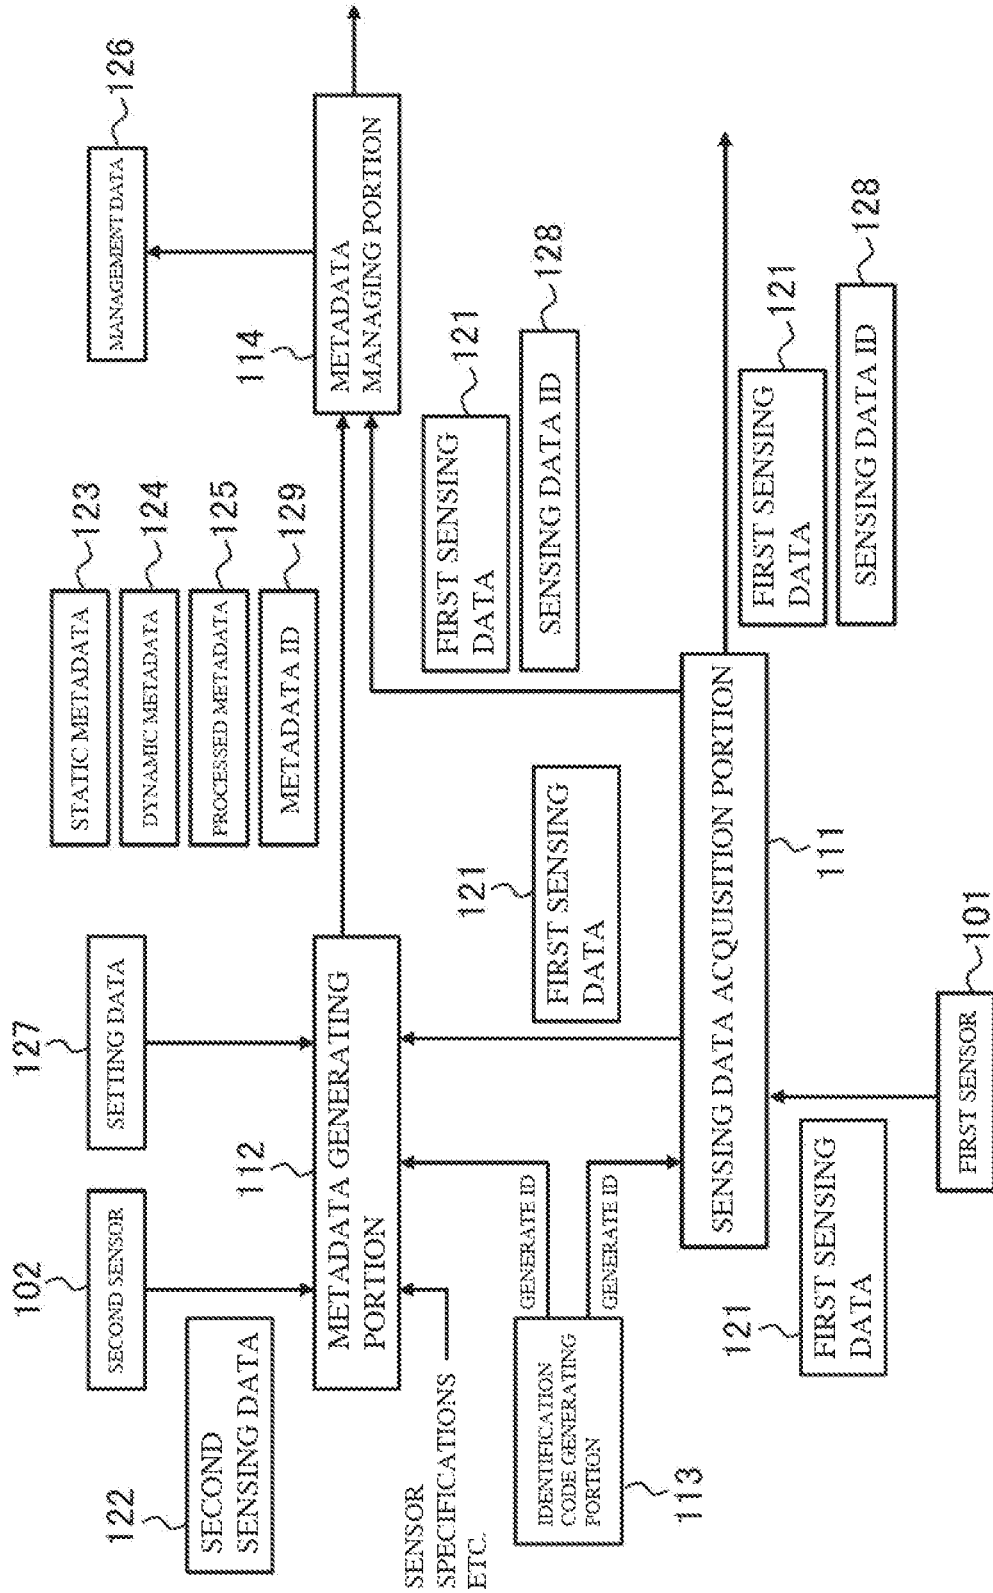 102
SECOND SENSOR
122
SECOND
SENSING DATA
127
SETTING DATA
STATIC METADATA
123
DYNAMIC METADATA
124
PROCESSED METADATA
125
METADATA ID
129
MANAGEMENT DATA
126
112
METADATA GENERATING
PORTION
114
METADATA
MANAGING PORTION
SENSOR
SPECIFICATIONS
ETC.
IDENTIFICATION
CODE GENERATING
PORTION
113
GENERATE ID
GENERATE ID
121
FIRST SENSING
DATA
FIRST SENSING
DATA
121
SENSING DATA ID
128
SENSING DATA ACQUISITION PORTION
111
121
FIRST SENSING
DATA
FIRST SENSING
DATA
121
SENSING DATA ID
128
FIRST SENSOR
101